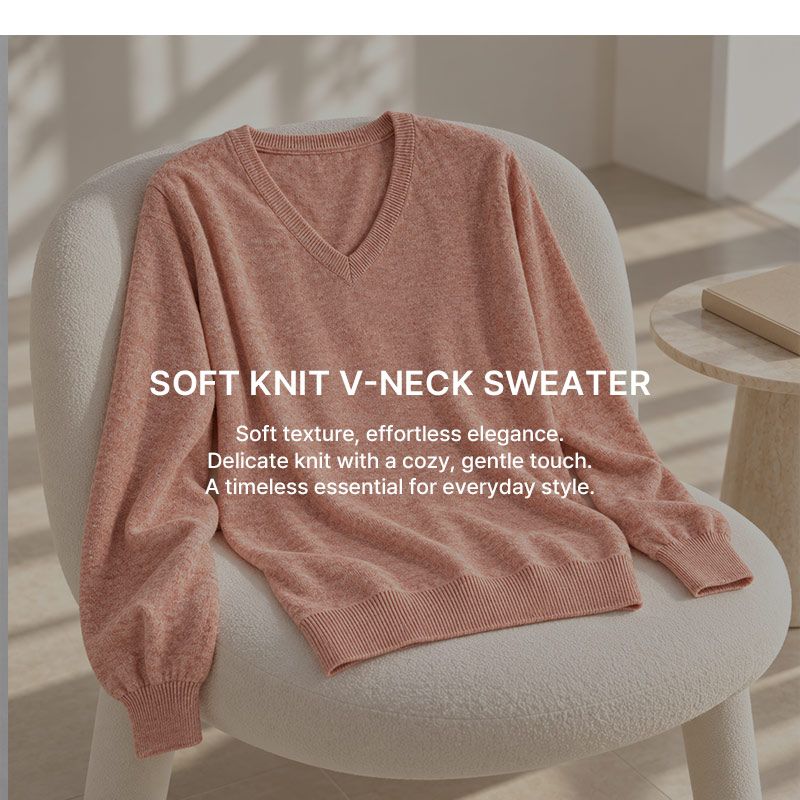 SOFT KNIT V-NECK SWEATER
Soft texture, effortless elegance.
Delicate knit with a cozy, gentle touch.
A timeless essential for everyday style.